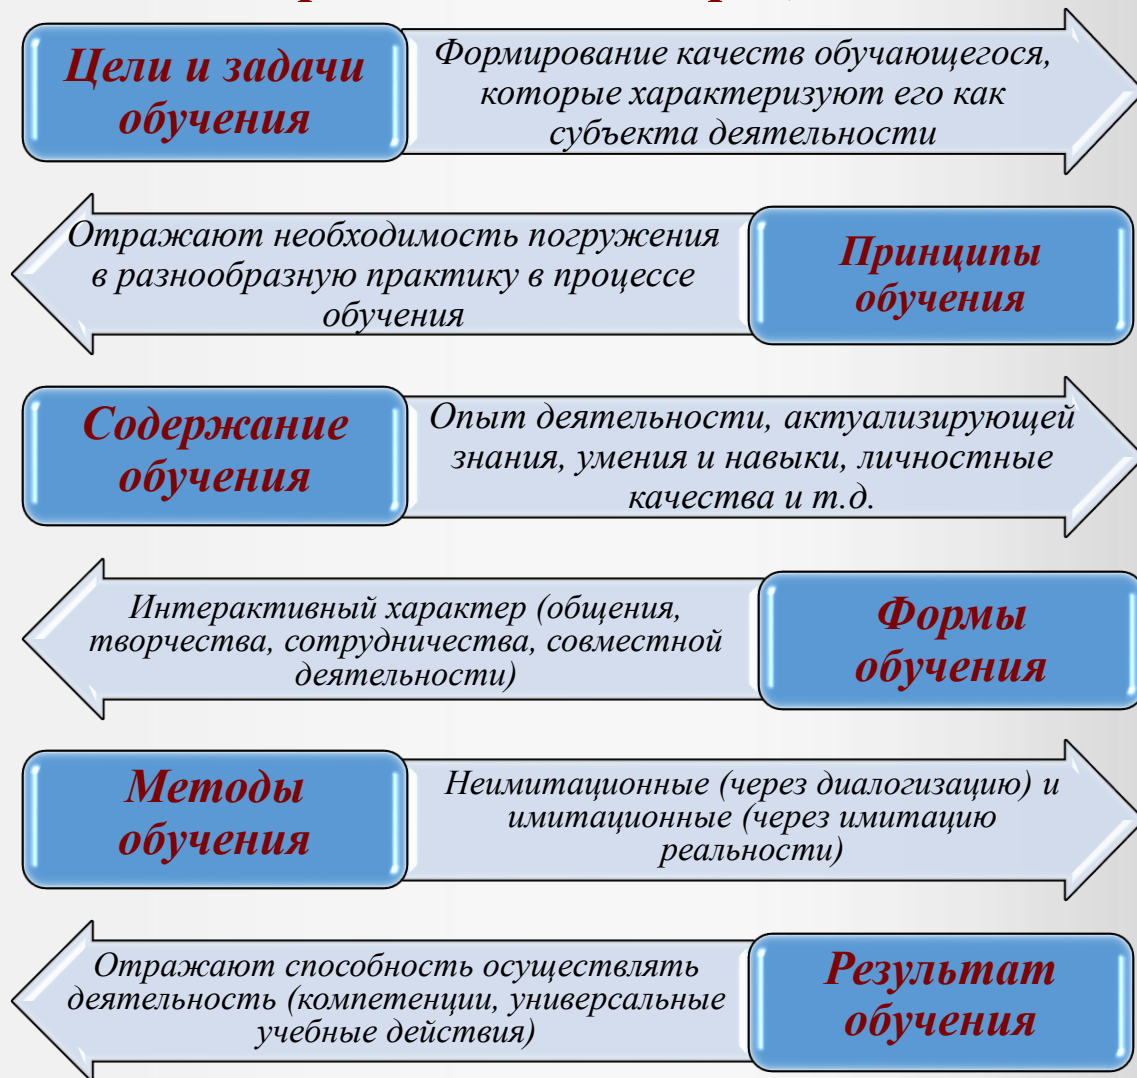 Цели и задачи
обучения
Формирование качеств обучающегося,
которые характеризуют его как
субъекта деятельности
Отражают необходимость погружения
в разнообразную практику в процессе
обучения
Принципы
обучения
Содержание
обучения
Опыт деятельности, актуализирующей
знания, умения и навыки, личностные
качества и т.д.
Интерактивный характер (общения,
творчества, сотрудничества, совместной
деятельности)
Формы
обучения
Методы
обучения
Неимитационные (через диалогизацию) и
имитационные (через имитацию
реальности)
Отражают способность осуществлять
деятельность (компетенции, универсальные
учебные действия)
Результат
обучения